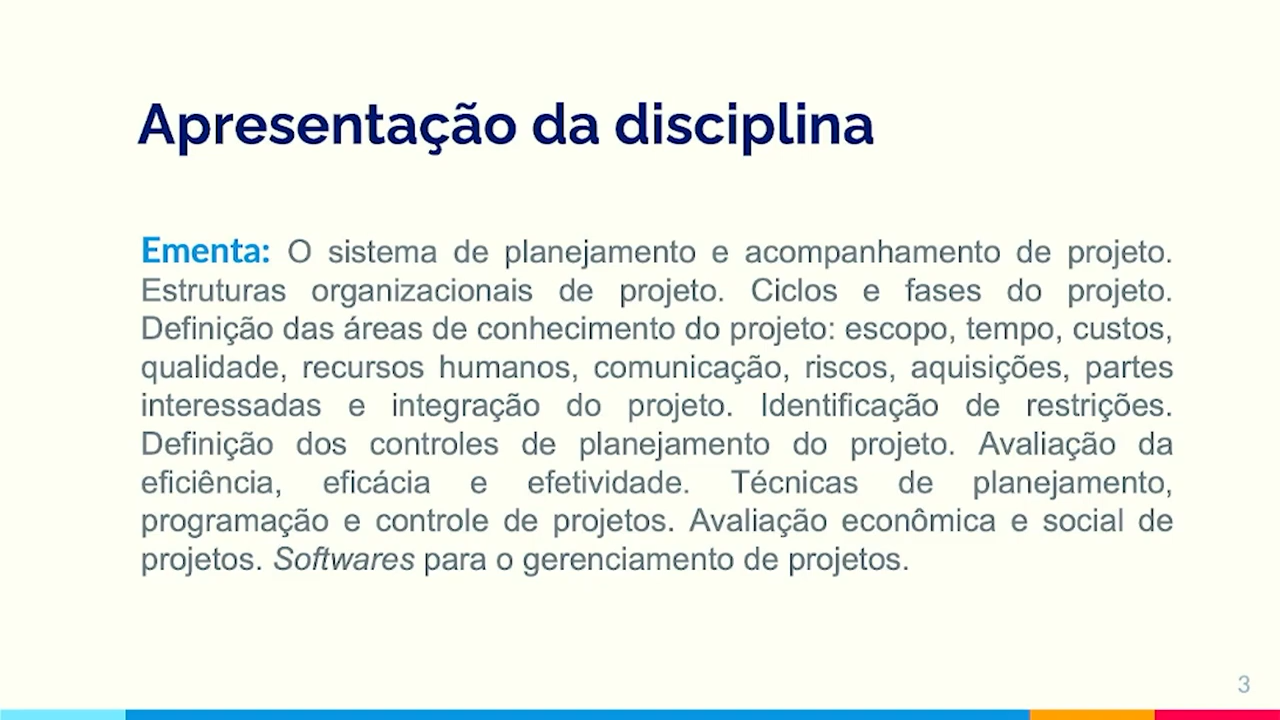 Apresentação da disciplina
Ementa: O sistema de planejamento e acompanhamento de projeto.
Estruturas organizacionais de projeto. Ciclos e fases do projeto.
Definição das áreas de conhecimento do projeto: escopo, tempo, custos,
qualidade, recursos humanos, comunicação, riscos, aquisições, partes
interessadas e integração do projeto. Identificação de restrições.
Definição dos controles de planejamento do projeto. Avaliação da
eficiência, eficácia e efetividade. Técnicas de planejamento,
programação e controle de projetos. Avaliação econômica e social de
projetos. Softwares para o gerenciamento de projetos.
3